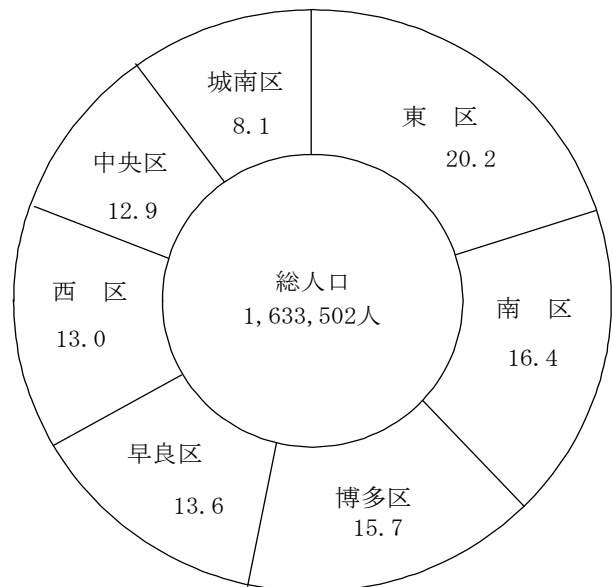 城南区
8.1
東　区
20.2
中央区
12.9
総人口
1,633,502人
西　区
13.0
南　区
16.4
早良区
13.6
博多区
15.7